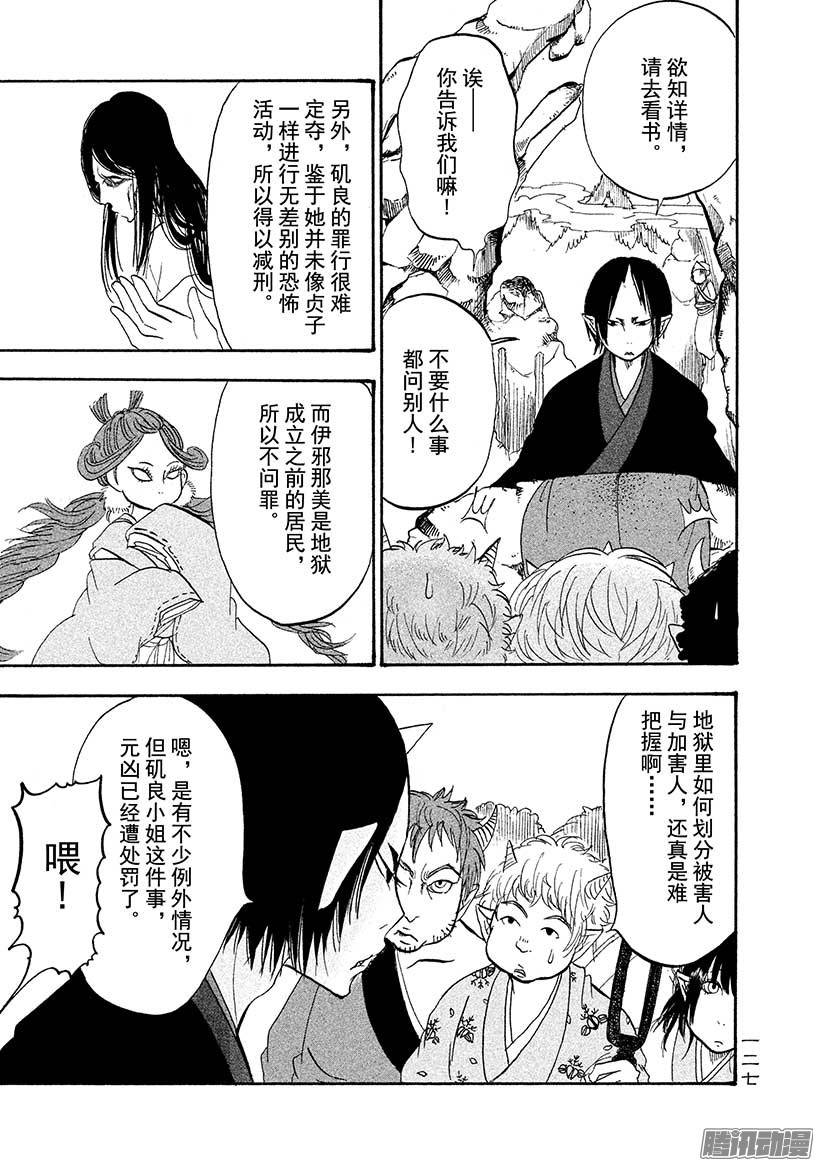 欲知详情，
请去看书。
诶——
你告诉我们嘛！
不要什么事
都问别人！
另外，矶良的罪行很难
定夺，鉴于她并未像贞子
一样进行无差别的恐怖
活动，所以得以减刑。
而伊邪那美是地狱
成立之前的居民，
所以不问罪。
地狱里如何划分被害人
与加害人，还真是难
把握啊……
嗯，是有不少例外情况，
但矶良小姐这件事，
元凶已经遭处罚了。
喂！
一二七
腾讯动漫